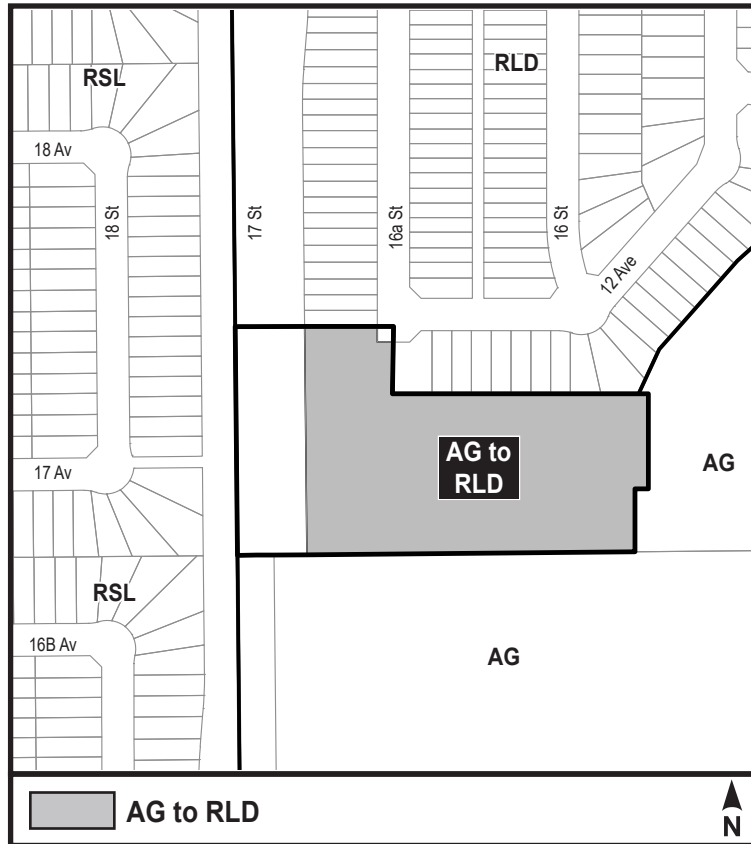 RSL
RLD
18 Av
18 St
17 St
16a St
16 St
12 Ave
AG to
RLD
AG
17 Av
RSL
16B Av
AG
AG to RLD
N